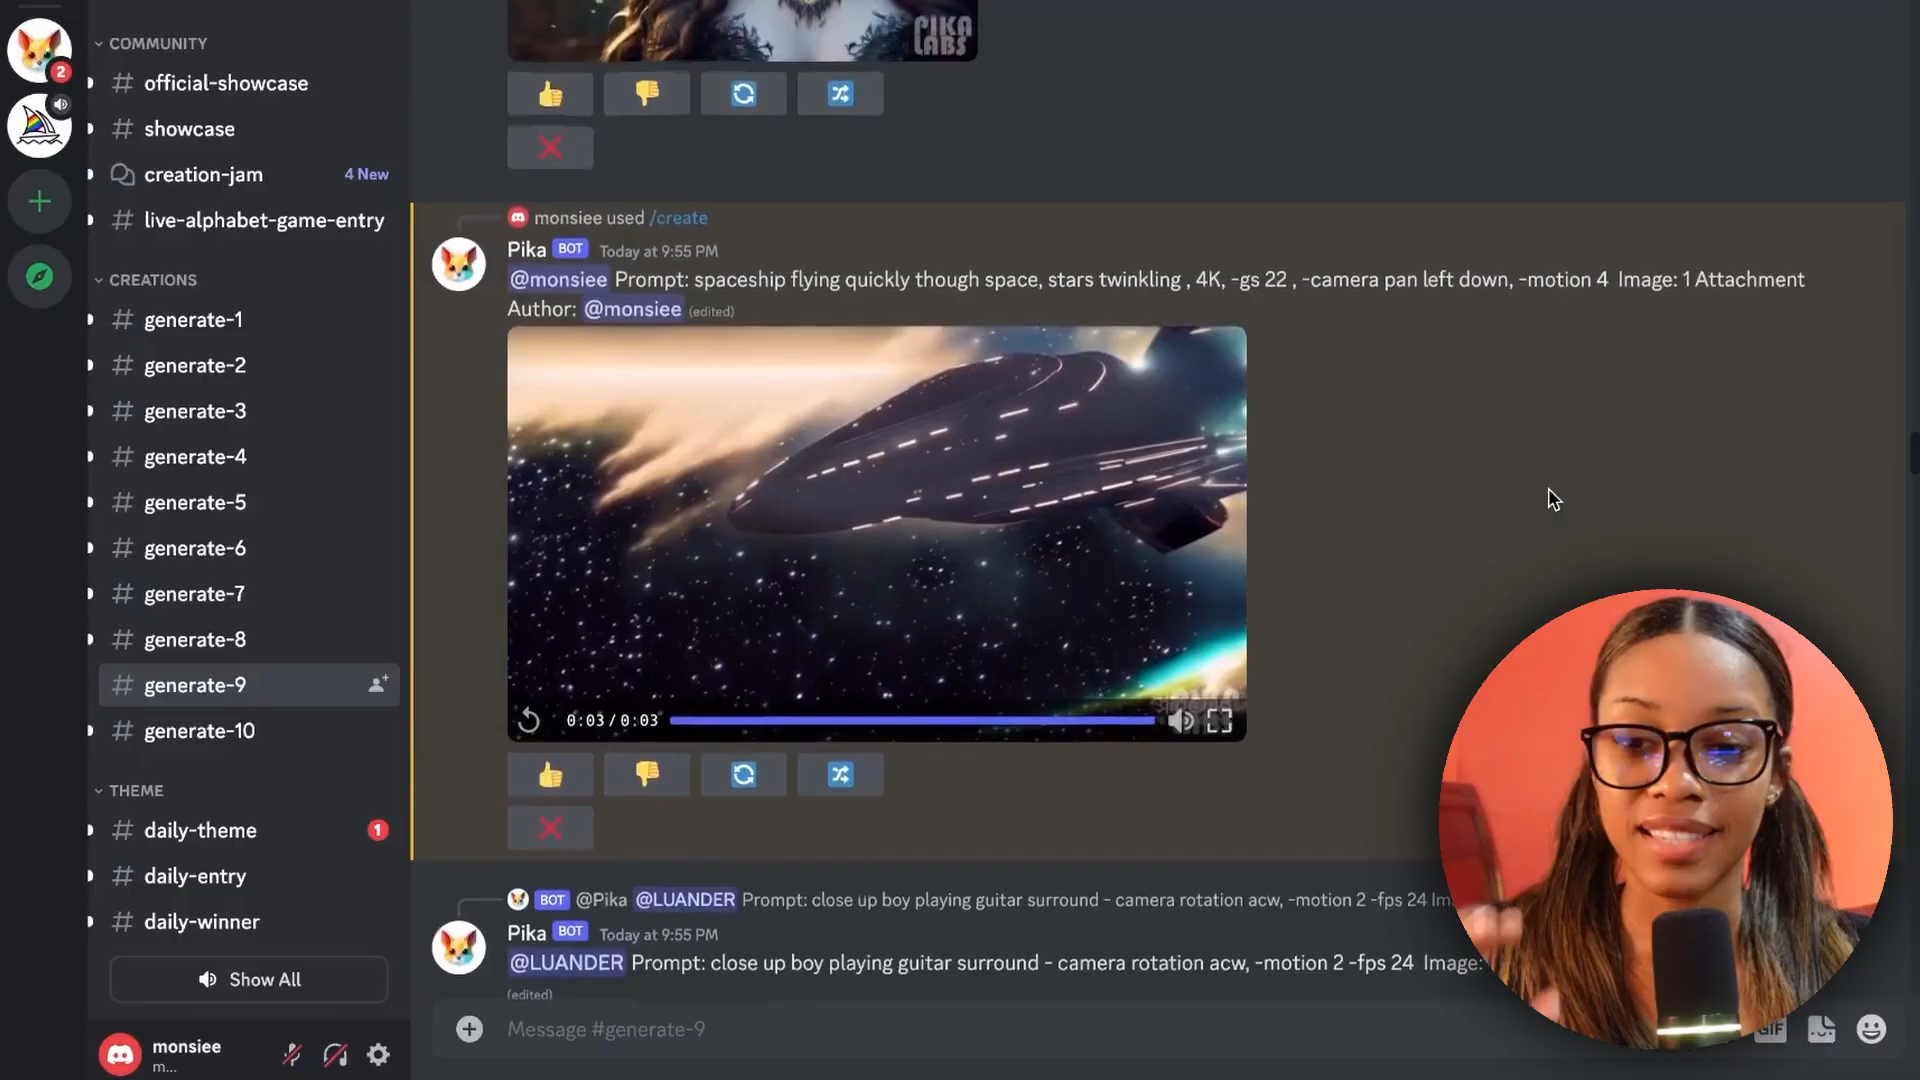 2
COMMUNITY
official-showcase
showcase
creation-jam 4 New
live-alphabet-game-entry
CREATIONS
generate-1
generate-2
generate-3
generate-4
generate-5
generate-6
generate-7
generate-8
generate-9
generate-10
THEME
daily-theme 1
daily-entry
daily-winner
Show All
monsiee
m...
PIKA
LABS
monsiee used /create
Pika BOT Today at 9:55 PM
@monsiee Prompt: spaceship flying quickly though space, stars twinkling , 4K, -gs 22 , -camera pan left down, -motion 4 Image: 1 Attachment
Author: @monsiee (edited)
0:03 / 0:03
BOT @Pika @LUANDER Prompt: close up boy playing guitar surround - camera rotation acw, -motion 2 -fps 24 Im
Pika BOT Today at 9:55 PM
@LUANDER Prompt: close up boy playing guitar surround - camera rotation acw, -motion 2 -fps 24 Image:
(edited)
Message #generate-9
GIF